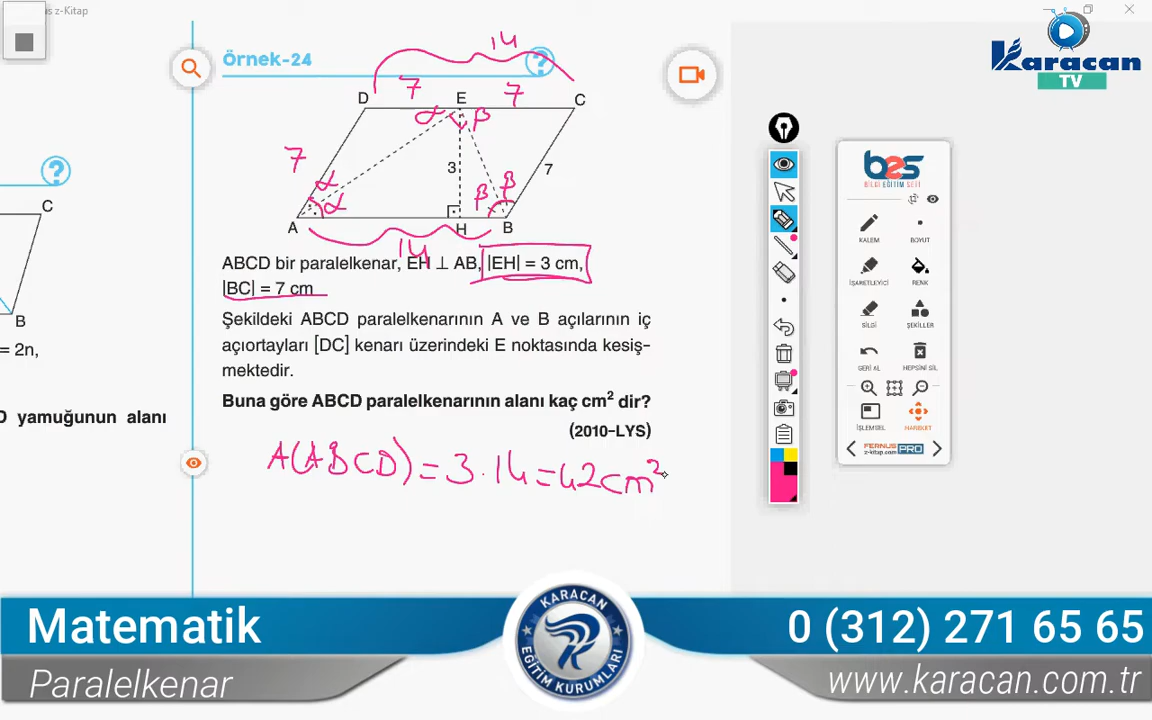 us z-Kitap
Örnek-24
?
Karacan
TV
14
D
7
E
7
C
α
β
7
3
7
α
α
β
β
A
H
B
14
ABCD bir paralelkenar, EH ⊥ AB, |EH| = 3 cm,
|BC| = 7 cm
Şekildeki ABCD paralelkenarının A ve B açılarının iç
açıortayları [DC] kenarı üzerindeki E noktasında kesiş-
mektedir.
Buna göre ABCD paralelkenarının alanı kaç cm² dir?
(2010-LYS)
A(ABCD) = 3·14 = 42 cm²
?
C
B
= 2n,
D yamuğunun alanı
b2s
BİLGİ EĞİTİM SETİ
KALEM
BOYUT
İŞARETLEYİCİ
RENK
SİLGİ
ŞEKİLLER
GERİ AL
HEPSİNİ SİL
İŞLEMSEL
HAREKET
FERNUS PRO
z-kitap
Matematik
Paralelkenar
KARACAN
EĞİTİM KURUMLARI
0 (312) 271 65 65
www.karacan.com.tr